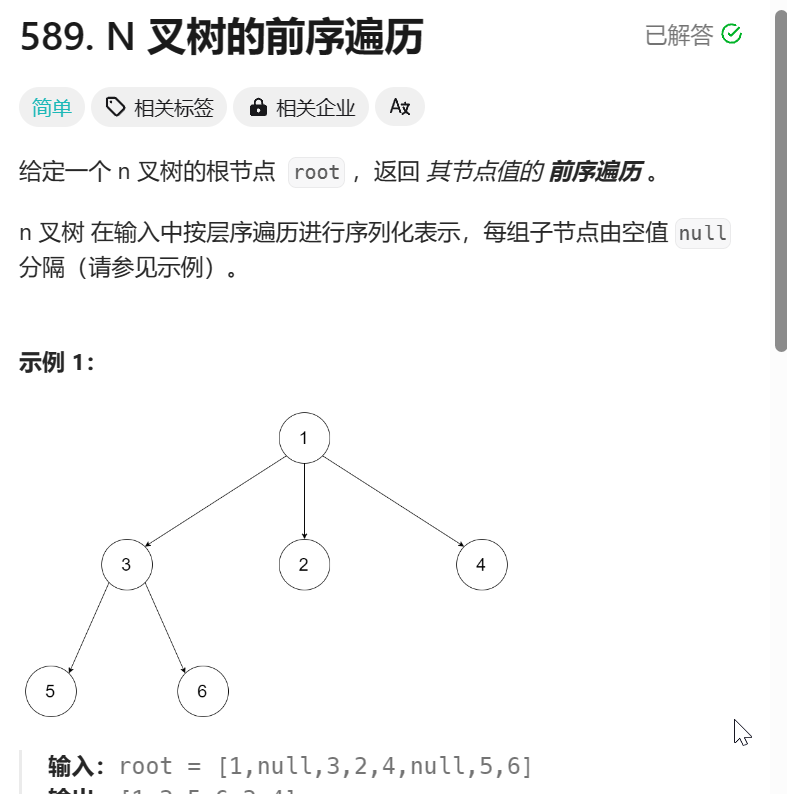 589. N 叉树的前序遍历
已解答
简单
相关标签
相关企业
给定一个 n 叉树的根节点 root ，返回 其节点值的 前序遍历 。
n 叉树 在输入中按层序遍历进行序列化表示，每组子节点由空值 null
分隔（请参见示例）。
示例 1：
1
3 2 4
5 6
输入：root = [1,null,3,2,4,null,5,6]